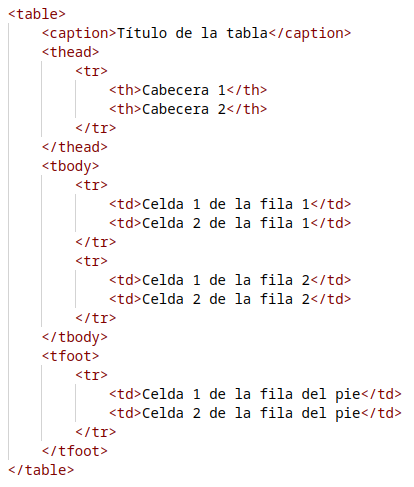 <table>
    <caption>Título de la tabla</caption>
    <thead>
        <tr>
            <th>Cabecera 1</th>
            <th>Cabecera 2</th>
        </tr>
    </thead>
    <tbody>
        <tr>
            <td>Celda 1 de la fila 1</td>
            <td>Celda 2 de la fila 1</td>
        </tr>
        <tr>
            <td>Celda 1 de la fila 2</td>
            <td>Celda 2 de la fila 2</td>
        </tr>
    </tbody>
    <tfoot>
        <tr>
            <td>Celda 1 de la fila del pie</td>
            <td>Celda 2 de la fila del pie</td>
        </tr>
    </tfoot>
</table>